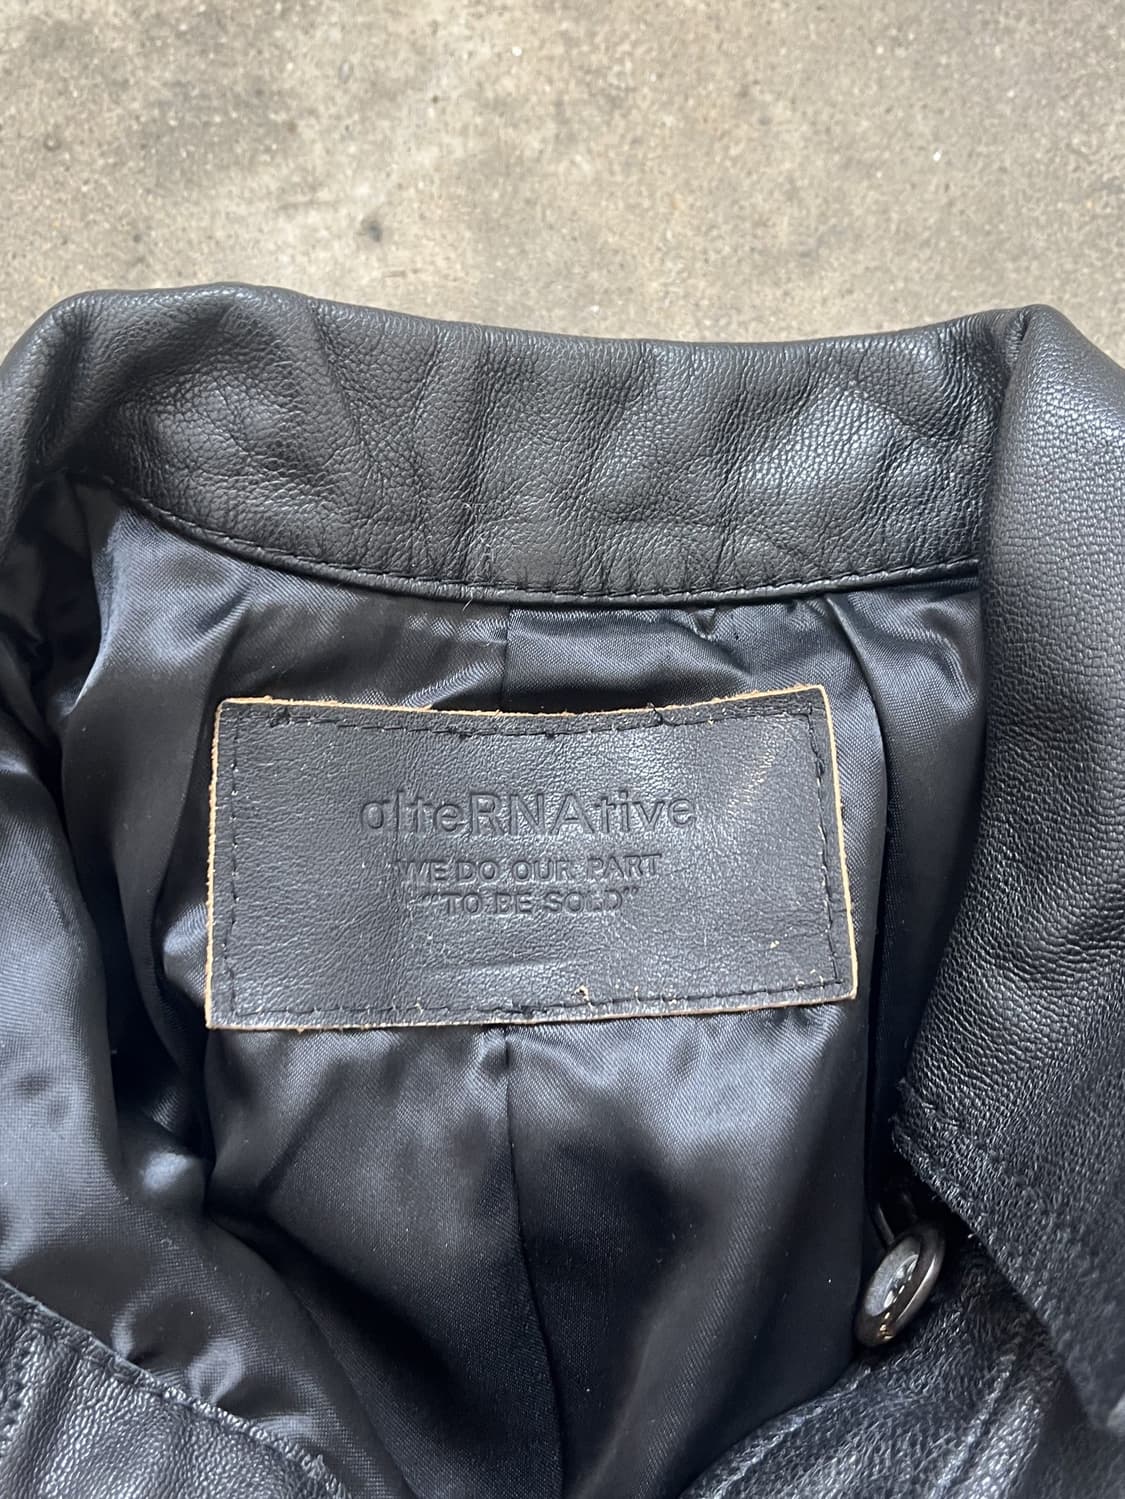 alteRNAtive
WE DO OUR PART
"TO BE SOLD"